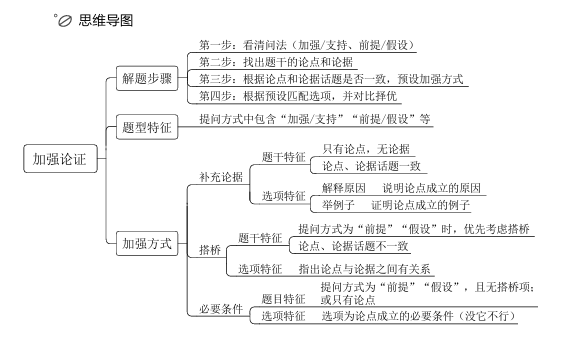 思维导图
加强论证
解题步骤
第一步：看清问法（加强/支持、前提/假设）
第二步：找出题干的论点和论据
第三步：根据论点和论据话题是否一致，预设加强方式
第四步：根据预设匹配选项，并对比择优
题型特征
提问方式中包含“加强/支持”“前提/假设”等
加强方式
补充论据
题干特征
只有论点，无论据
论点、论据话题一致
选项特征
解释原因 说明论点成立的原因
举例子 证明论点成立的例子
搭桥
题干特征
提问方式为“前提”“假设”时，优先考虑搭桥
论点、论据话题不一致
选项特征
指出论点与论据之间有关系
必要条件
题目特征
提问方式为“前提”“假设”，且无搭桥项；
或只有论点
选项特征
选项为论点成立的必要条件（没它不行）